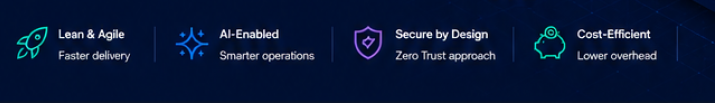 Lean & Agile
Faster delivery
AI-Enabled
Smarter operations
Secure by Design
Zero Trust approach
Cost-Efficient
Lower overhead